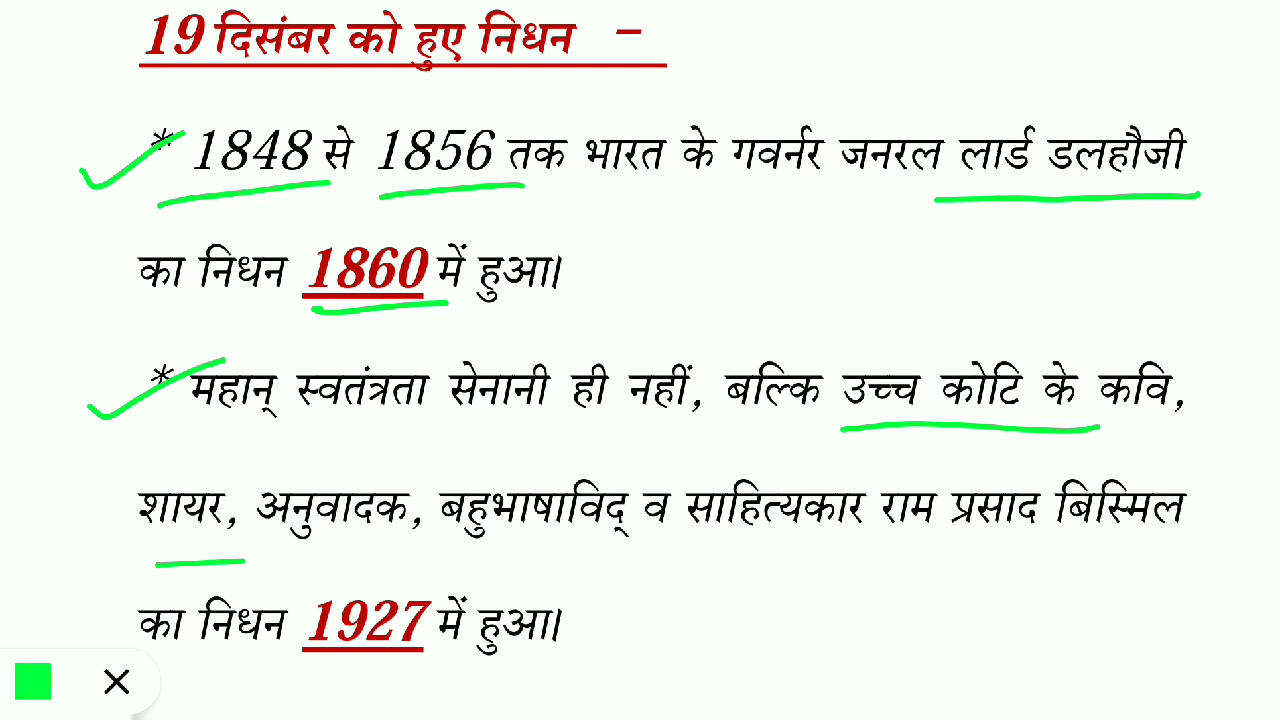 19 दिसंबर को हुए निधन -
* 1848 से 1856 तक भारत के गवर्नर जनरल लार्ड डलहौजी
का निधन 1860 में हुआ।
* महान् स्वतंत्रता सेनानी ही नहीं, बल्कि उच्च कोटि के कवि,
शायर, अनुवादक, बहुभाषाविद् व साहित्यकार राम प्रसाद बिस्मिल
का निधन 1927 में हुआ।